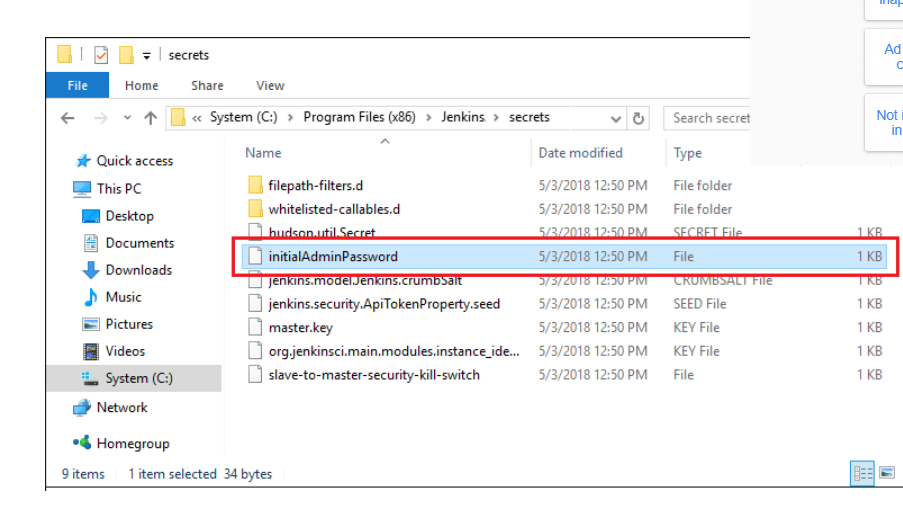 inap
secrets
Ad
c
File Home Share View
« System (C:) › Program Files (x86) › Jenkins › secrets Search secret
Not i
in
Name Date modified Type
Quick access
This PC
Desktop
Documents
Downloads
Music
Pictures
Videos
System (C:)
Network
Homegroup
filepath-filters.d 5/3/2018 12:50 PM File folder
whitelisted-callables.d 5/3/2018 12:50 PM File folder
hudson.util.Secret 5/3/2018 12:50 PM SECRET File 1 KB
initialAdminPassword 5/3/2018 12:50 PM File 1 KB
jenkins.model.Jenkins.crumbSalt 5/3/2018 12:50 PM CRUMBSALT File 1 KB
jenkins.security.ApiTokenProperty.seed 5/3/2018 12:50 PM SEED File 1 KB
master.key 5/3/2018 12:50 PM KEY File 1 KB
org.jenkinsci.main.modules.instance_ide... 5/3/2018 12:50 PM KEY File 1 KB
slave-to-master-security-kill-switch 5/3/2018 12:50 PM File 1 KB
9 items 1 item selected 34 bytes